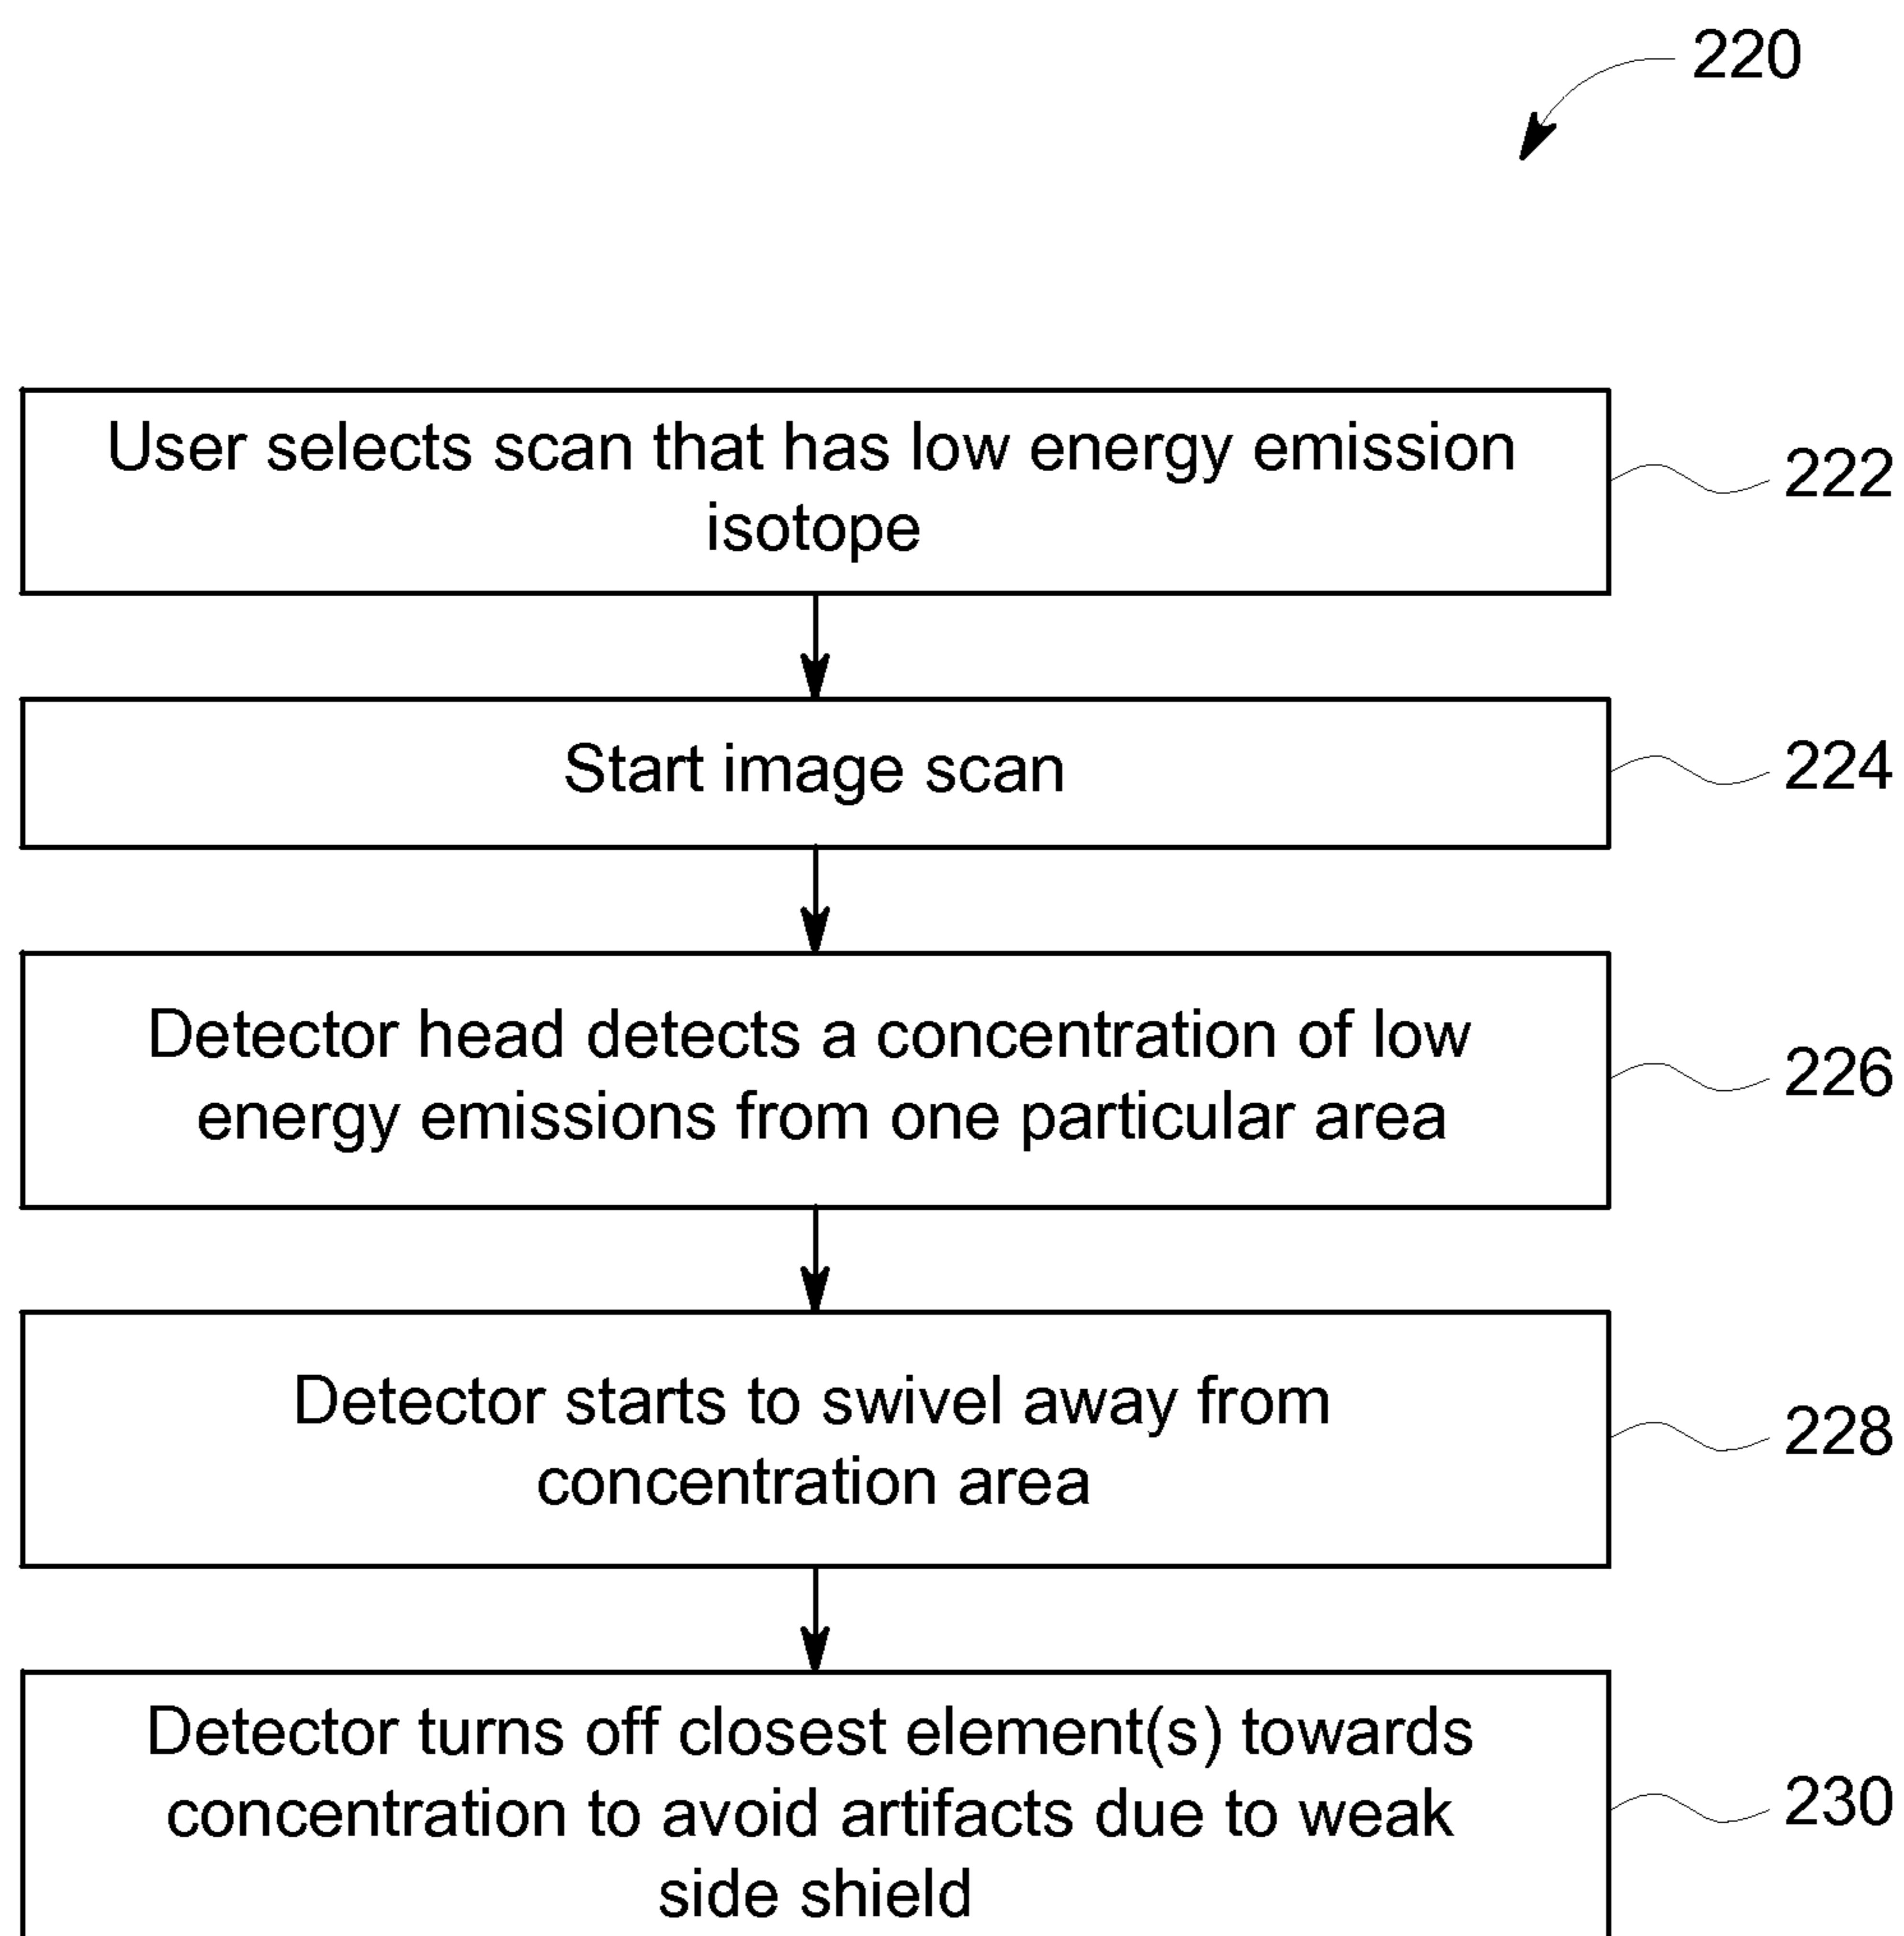 220
User selects scan that has low energy emission
isotope
222
Start image scan
224
Detector head detects a concentration of low
energy emissions from one particular area
226
Detector starts to swivel away from
concentration area
228
Detector turns off closest element(s) towards
concentration to avoid artifacts due to weak
side shield
230